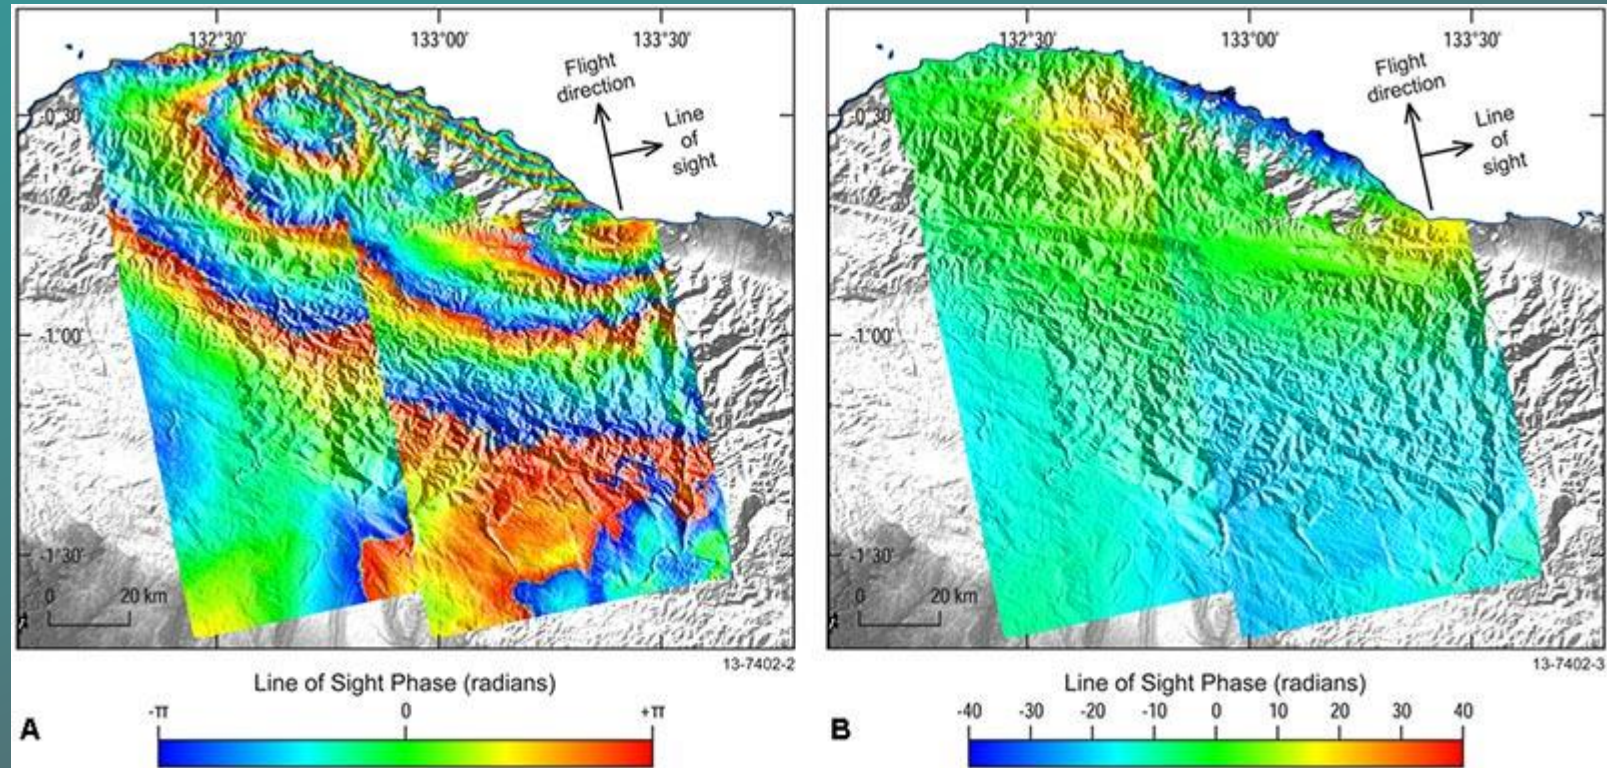 132°30' 133°00' 133°30'
Flight
direction
Line
of
sight
-0°30'
-1°00'
-1°30'
0 20 km
13-7402-2
Line of Sight Phase (radians)
-π 0 +π
A
132°30' 133°00' 133°30'
Flight
direction
Line
of
sight
-0°30'
-1°00'
-1°30'
0 20 km
13-7402-3
Line of Sight Phase (radians)
-40 -30 -20 -10 0 10 20 30 40
B